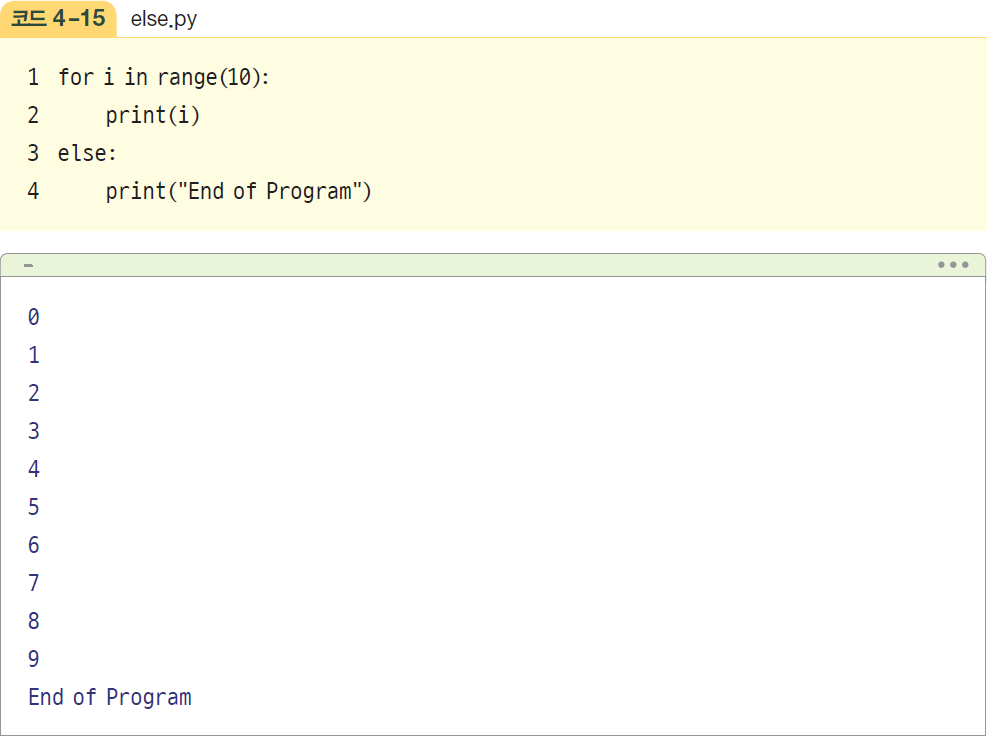 코드 4-15 else.py
1 for i in range(10):
2     print(i)
3 else:
4     print("End of Program")
0
1
2
3
4
5
6
7
8
9
End of Program